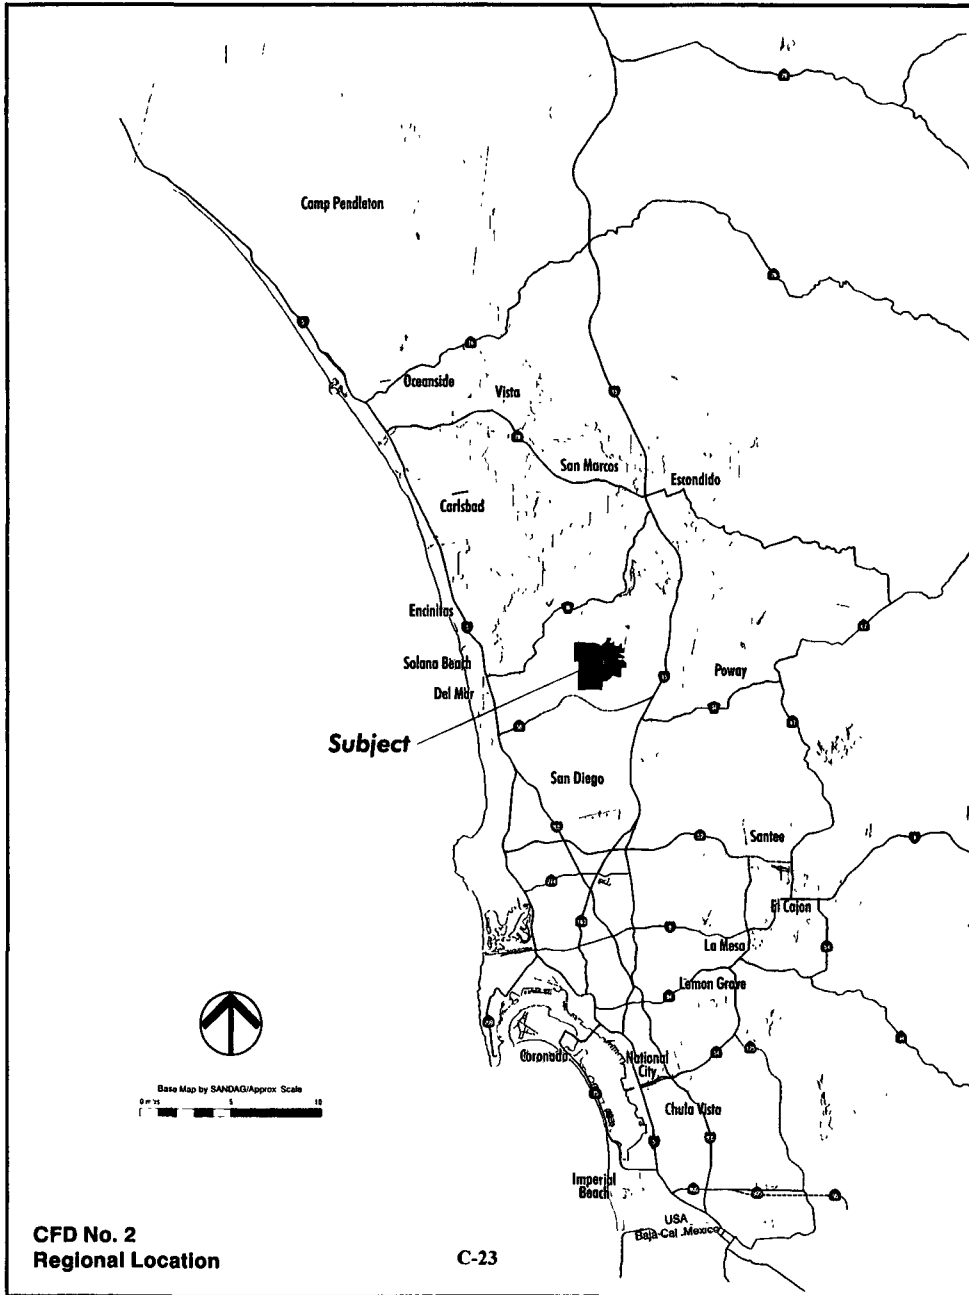 Camp Pendleton
Oceanside
Vista
San Marcos
Escondido
Carlsbad
Encinitas
Solana Beach
Poway
Del Mar
Subject
San Diego
Santee
El Cajon
La Mesa
Lemon Grove
Coronado
National
City
Base Map by SANDAG/Approx Scale
5
10
Chula Vista
Imperial
Beach
USA
Baja-Cal .Mexico
CFD No. 2
Regional Location
C-23